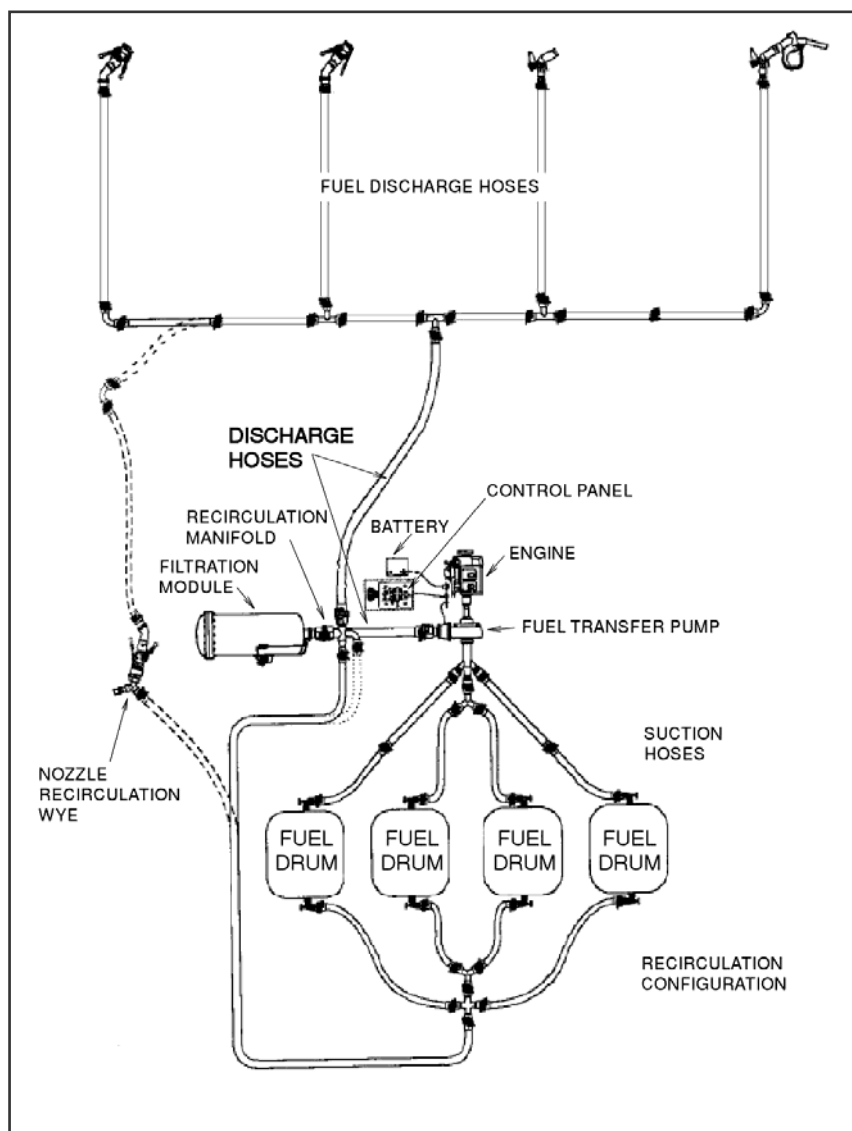 FUEL DISCHARGE HOSES
DISCHARGE
HOSES
CONTROL PANEL
RECIRCULATION
MANIFOLD
BATTERY
ENGINE
FILTRATION
MODULE
FUEL TRANSFER PUMP
SUCTION
HOSES
NOZZLE
RECIRCULATION
WYE
FUEL
DRUM
FUEL
DRUM
FUEL
DRUM
FUEL
DRUM
RECIRCULATION
CONFIGURATION